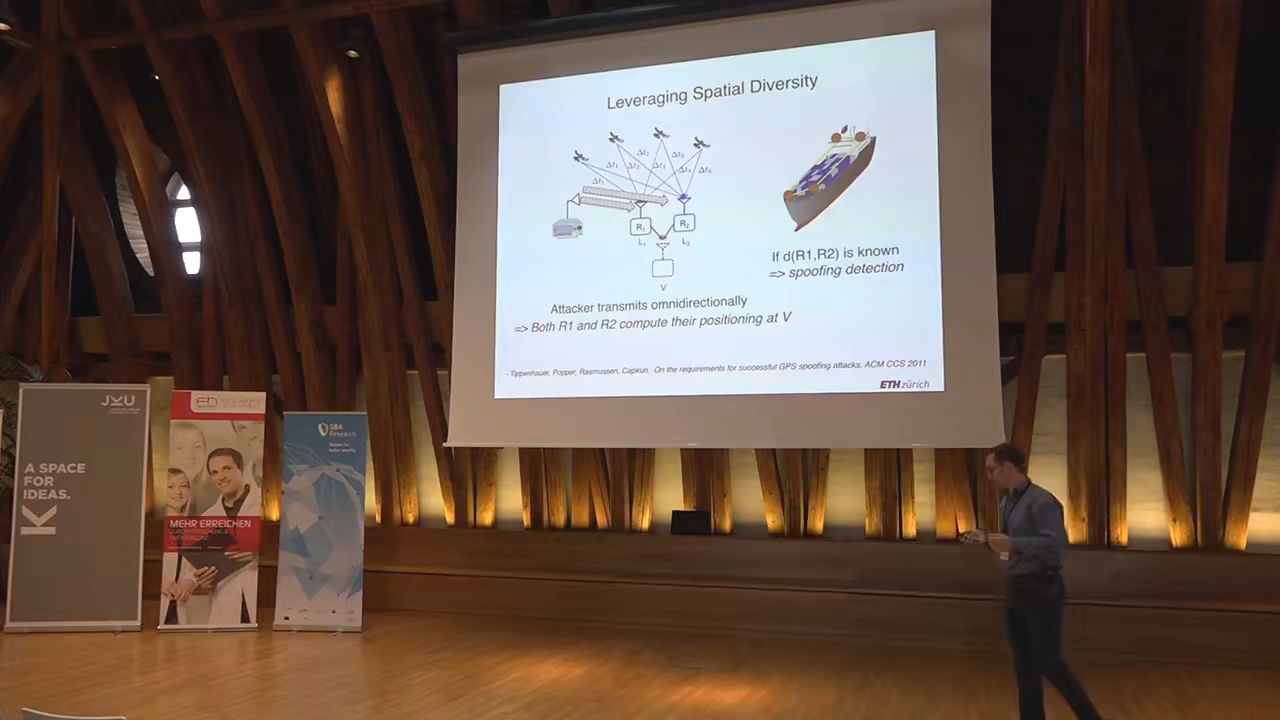 Leveraging Spatial Diversity
R₁
R₂
L₁
L₂
V
If d(R1,R2) is known
=> spoofing detection
Attacker transmits omnidirectionally
=> Both R1 and R2 compute their positioning at V
- Tippenhauer, Popper, Rasmussen, Capkun, On the requirements for successful GPS spoofing attacks, ACM CCS 2011
ETHzürich
JKU
A SPACE
FOR
IDEAS.
fh
MEHR ERREICHEN
SBA
Research